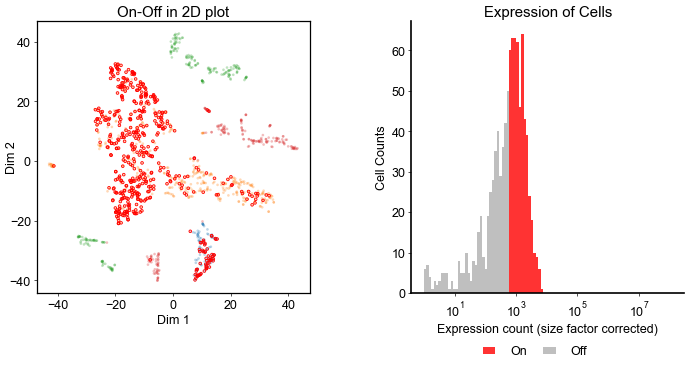 On-Off in 2D plot
Dim 2
40
20
0
−20
−40
−40 −20 0 20 40
Dim 1
Expression of Cells
Cell Counts
60
50
40
30
20
10
0
10^1 10^3 10^5 10^7
Expression count (size factor corrected)
On Off